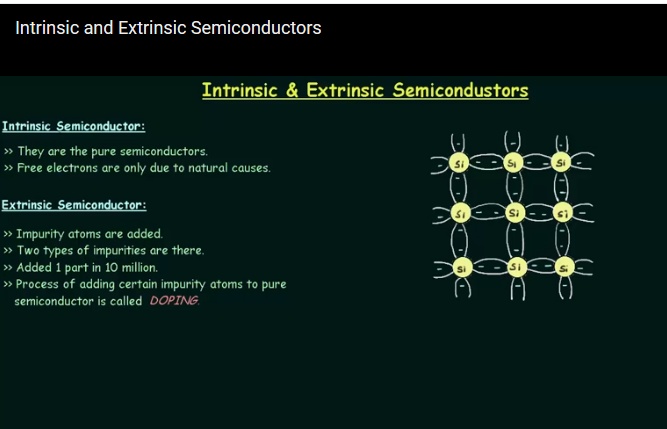 Intrinsic and Extrinsic Semiconductors
Intrinsic & Extrinsic Semicondustors
Intrinsic Semiconductor:
» They are the pure semiconductors.
» Free electrons are only due to natural causes.
Extrinsic Semiconductor:
» Impurity atoms are added.
» Two types of impurities are there.
» Added 1 part in 10 million.
» Process of adding certain impurity atoms to pure
semiconductor is called DOPING.
Si Si Si
Si Si Si
Si Si Si